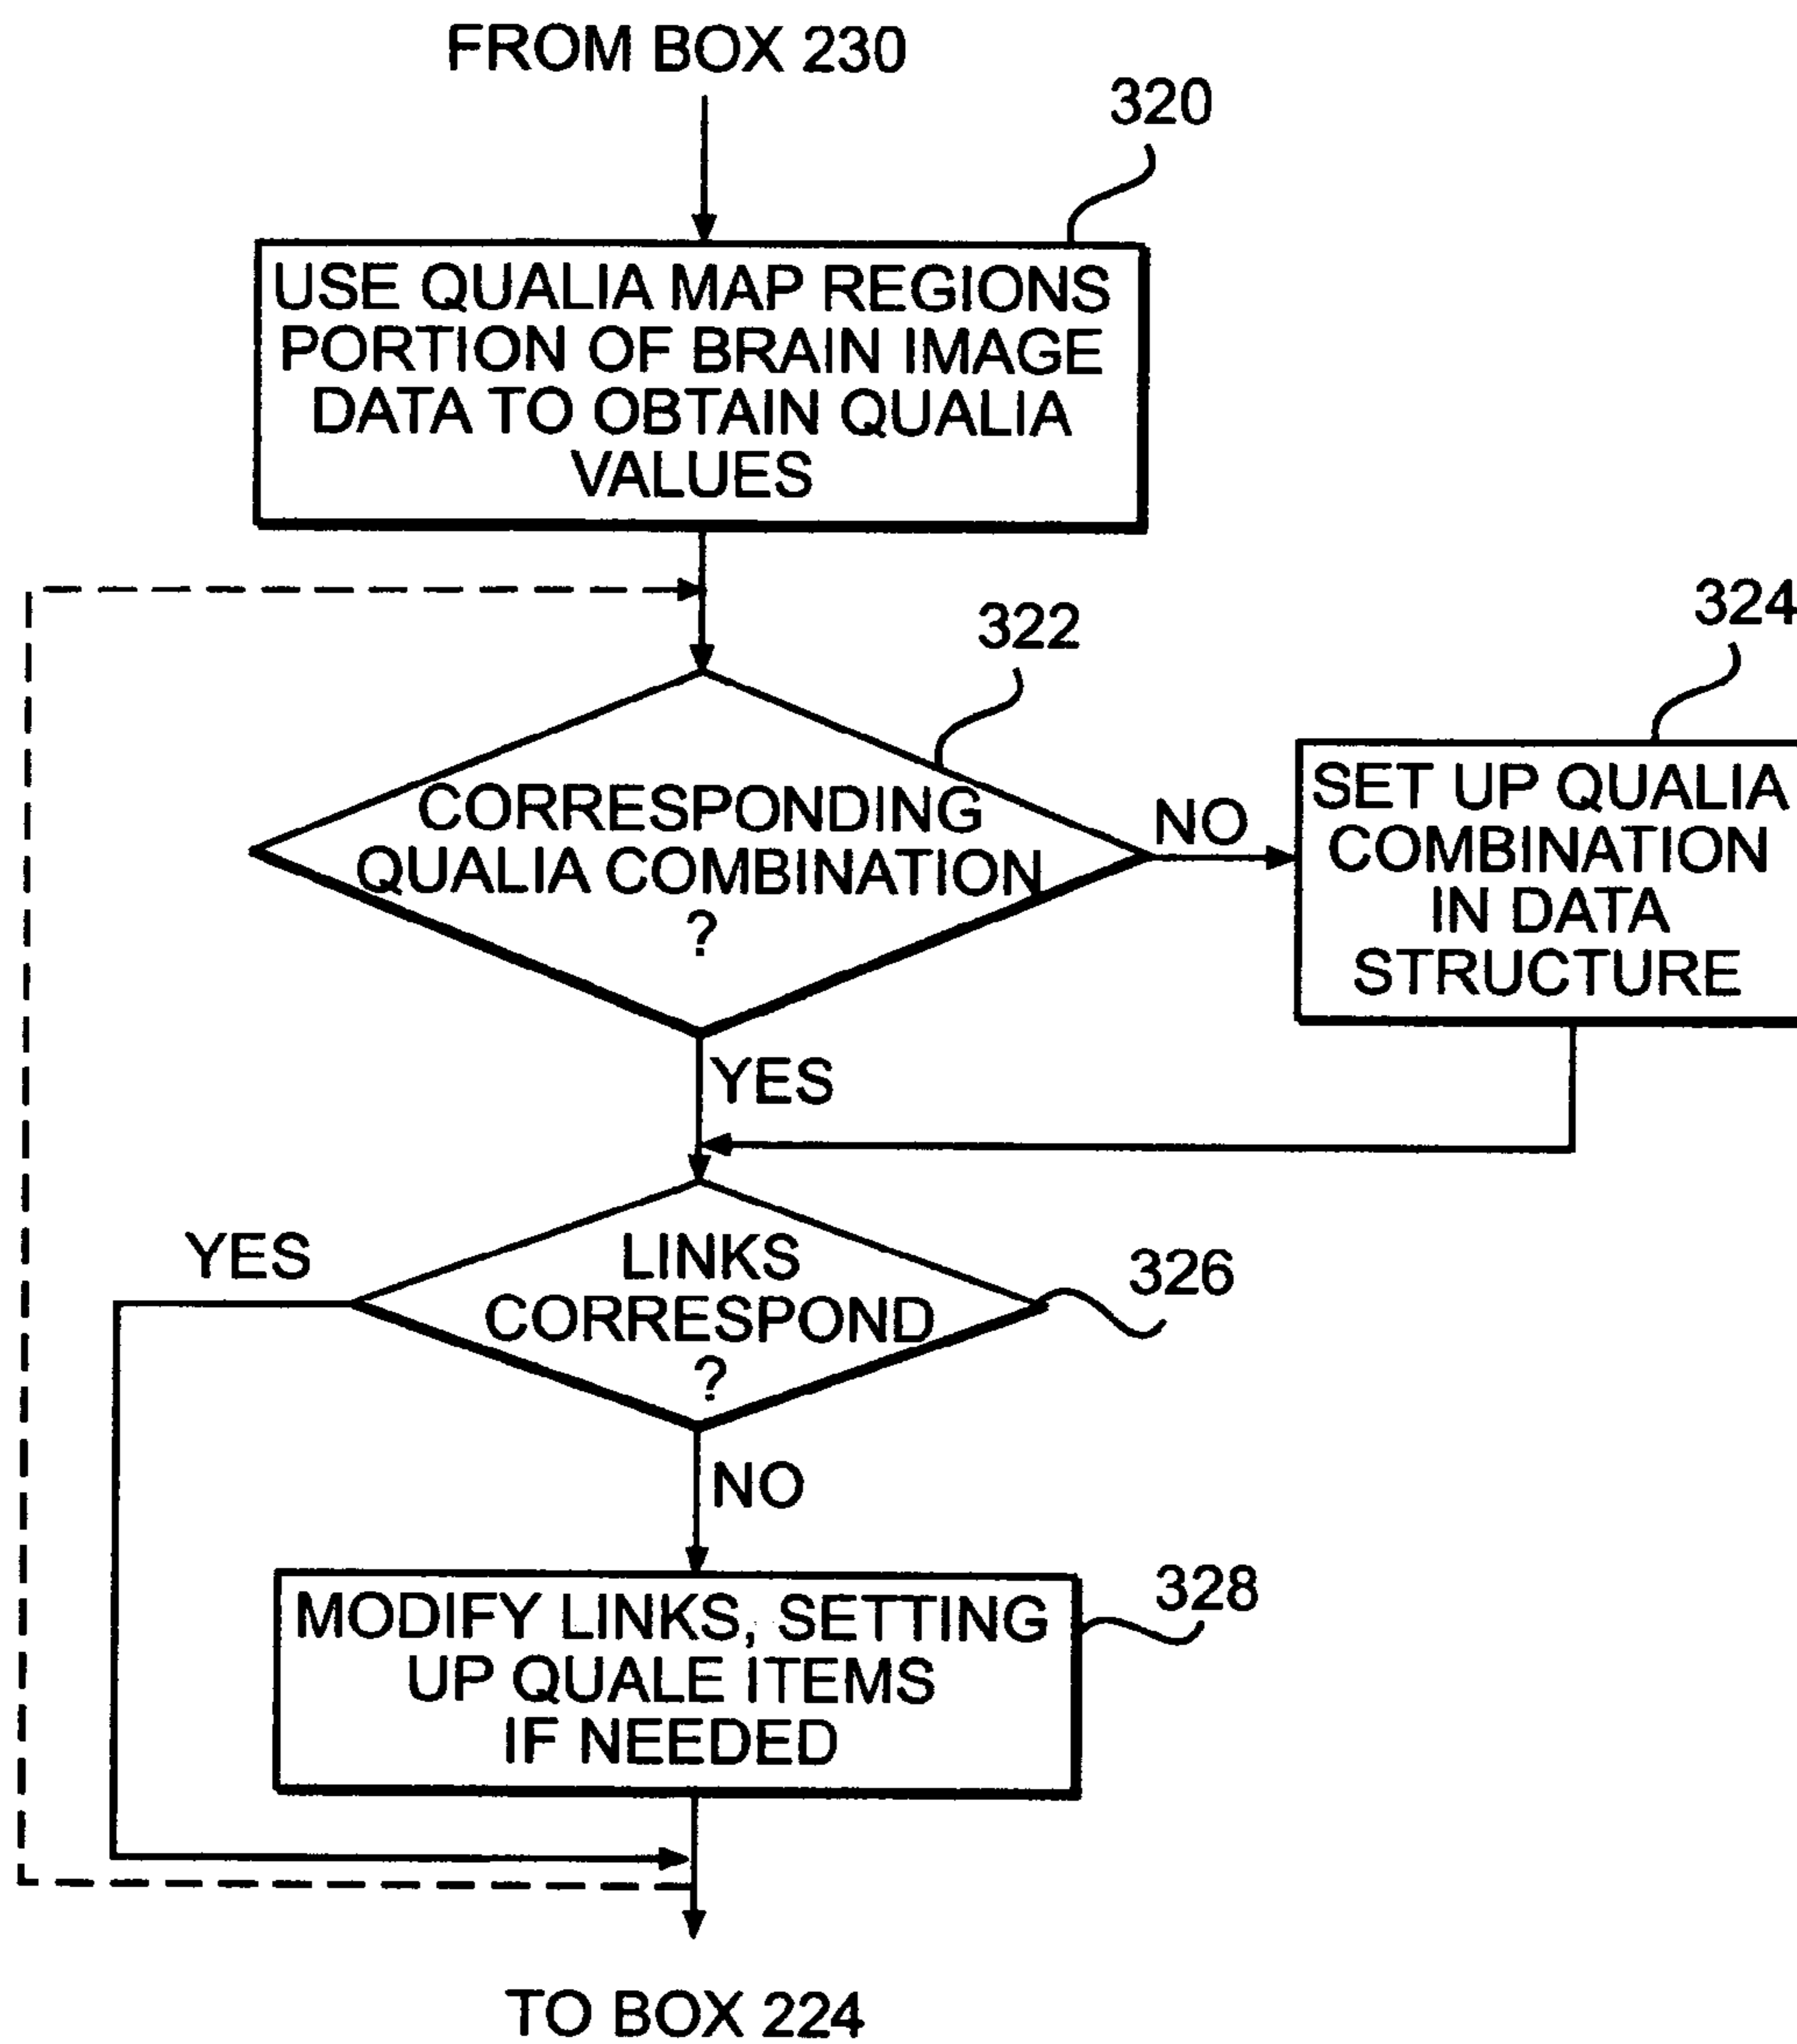 FROM BOX 230
320
USE QUALIA MAP REGIONS
PORTION OF BRAIN IMAGE
DATA TO OBTAIN QUALIA
VALUES
322
324
CORRESPONDING
QUALIA COMBINATION
?
NO
SET UP QUALIA
COMBINATION
IN DATA
STRUCTURE
YES
YES
LINKS
CORRESPOND
?
326
NO
328
MODIFY LINKS, SETTING
UP QUALE ITEMS
IF NEEDED
TO BOX 224